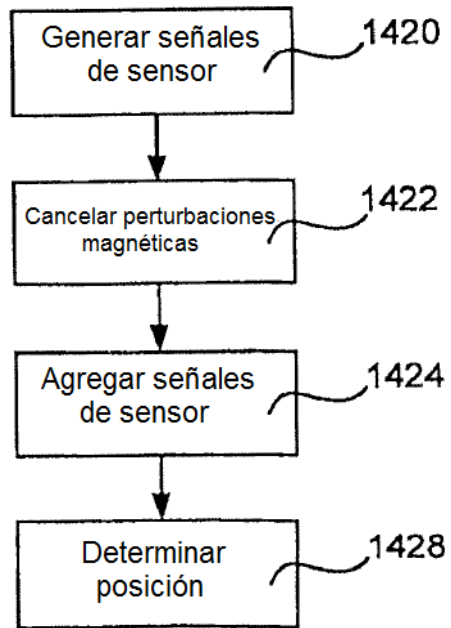 Generar señales
de sensor
1420
Cancelar perturbaciones
magnéticas
1422
Agregar señales
de sensor
1424
Determinar
posición
1428